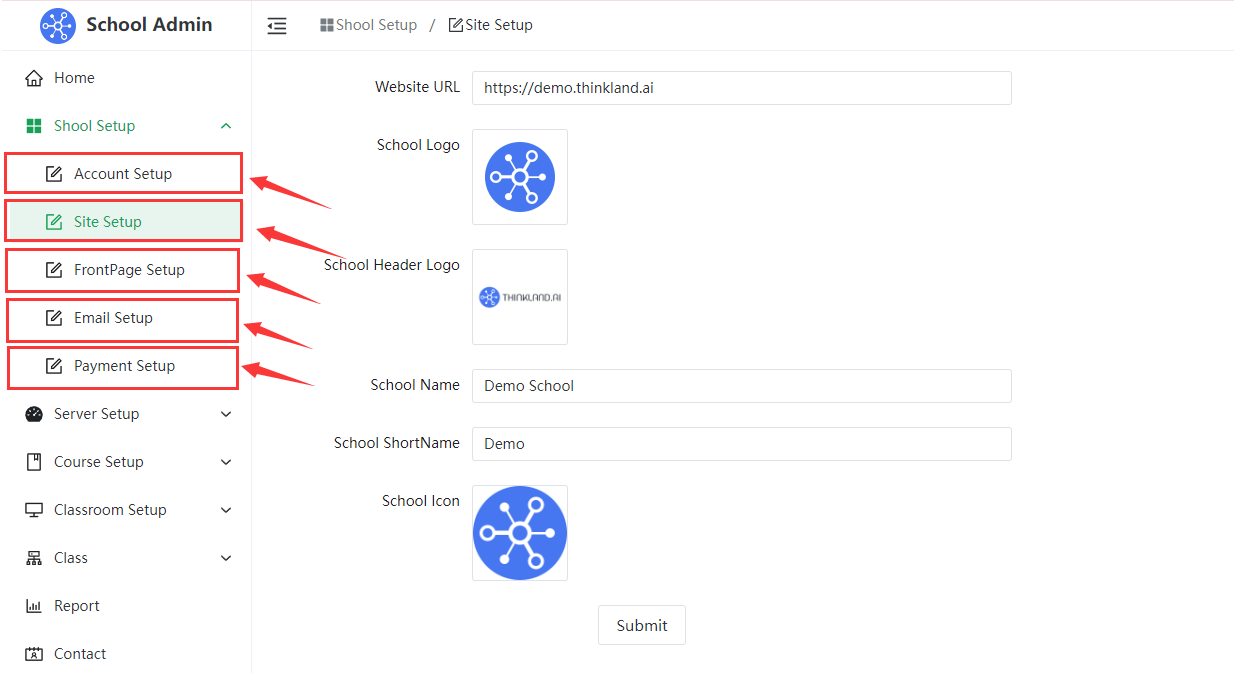 School Admin
Shool Setup / Site Setup
Home
Shool Setup
Account Setup
Site Setup
FrontPage Setup
Email Setup
Payment Setup
Server Setup
Course Setup
Classroom Setup
Class
Report
Contact
Website URL https://demo.thinkland.ai
School Logo
School Header Logo
THINKLAND.AI
School Name Demo School
School ShortName Demo
School Icon
Submit